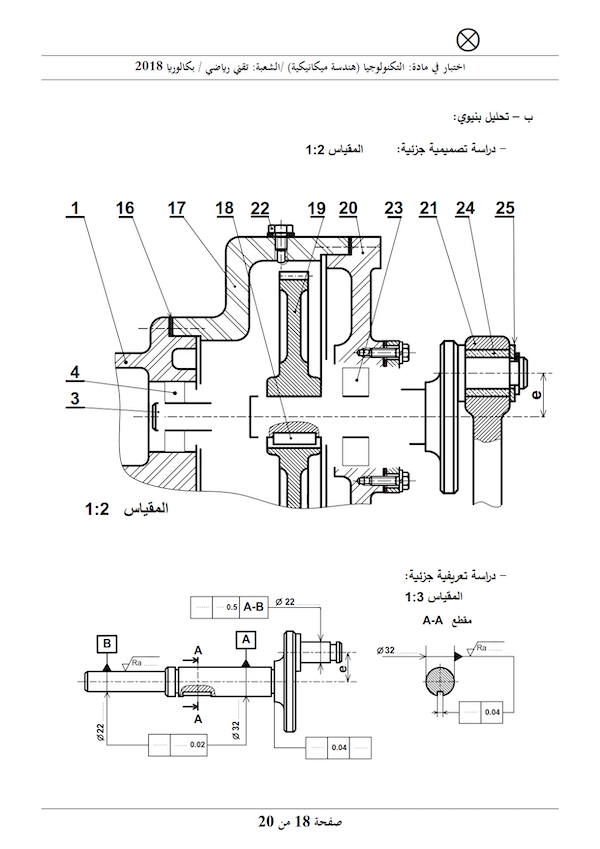 اختبار في مادة: التكنولوجيا (هندسة ميكانيكية) /الشعبة: تقني رياضي / بكالوريا 2018
ب – تحليل بنيوي:
– دراسة تصميمية جزئية: المقياس 1:2
1 16 17 18 22 19 20 23 21 24 25
4
3
e
المقياس 1:2
– دراسة تعريفية جزئية:
المقياس 1:3
مقطع A-A
...... 0.5 A-B
Ø 22 ......
B
Ra ......
A
A
e
A
Ø22 ......
Ø 32 ......
...... 0.02
...... 0.04 ......
Ø32 ......
Ra ......
...... 0.04
صفحة 18 من 20